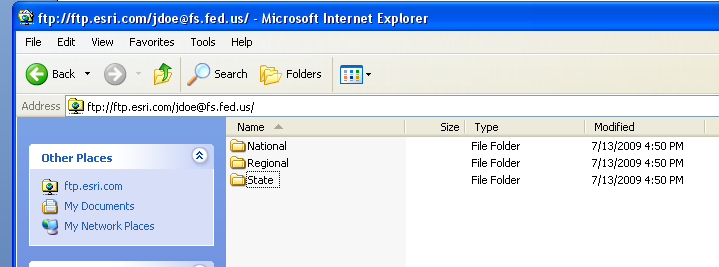 ftp://ftp.esri.com/jdoe@fs.fed.us/ - Microsoft Internet Explorer
File Edit View Favorites Tools Help
Back Search Folders
Address ftp://ftp.esri.com/jdoe@fs.fed.us/
Name Size Type Modified
National File Folder 7/13/2009 4:50 PM
Regional File Folder 7/13/2009 4:50 PM
State File Folder 7/13/2009 4:50 PM
Other Places
ftp.esri.com
My Documents
My Network Places